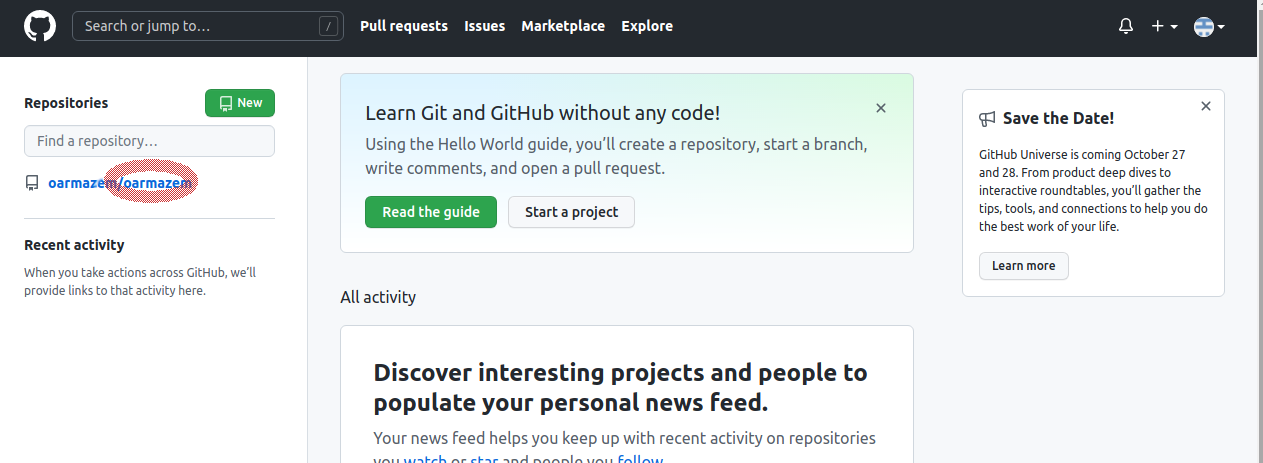 Search or jump to… /
Pull requests Issues Marketplace Explore
Repositories
New
Find a repository…
oarmazem/oarmazem
Recent activity
When you take actions across GitHub, we’ll
provide links to that activity here.
Learn Git and GitHub without any code!
Using the Hello World guide, you’ll create a repository, start a branch,
write comments, and open a pull request.
Read the guide
Start a project
All activity
Discover interesting projects and people to
populate your personal news feed.
Your news feed helps you keep up with recent activity on repositories
you watch or star and people you follow.
Save the Date!
GitHub Universe is coming October 27
and 28. From product deep dives to
interactive roundtables, you’ll gather the
tips, tools, and connections to help you do
the best work of your life.
Learn more